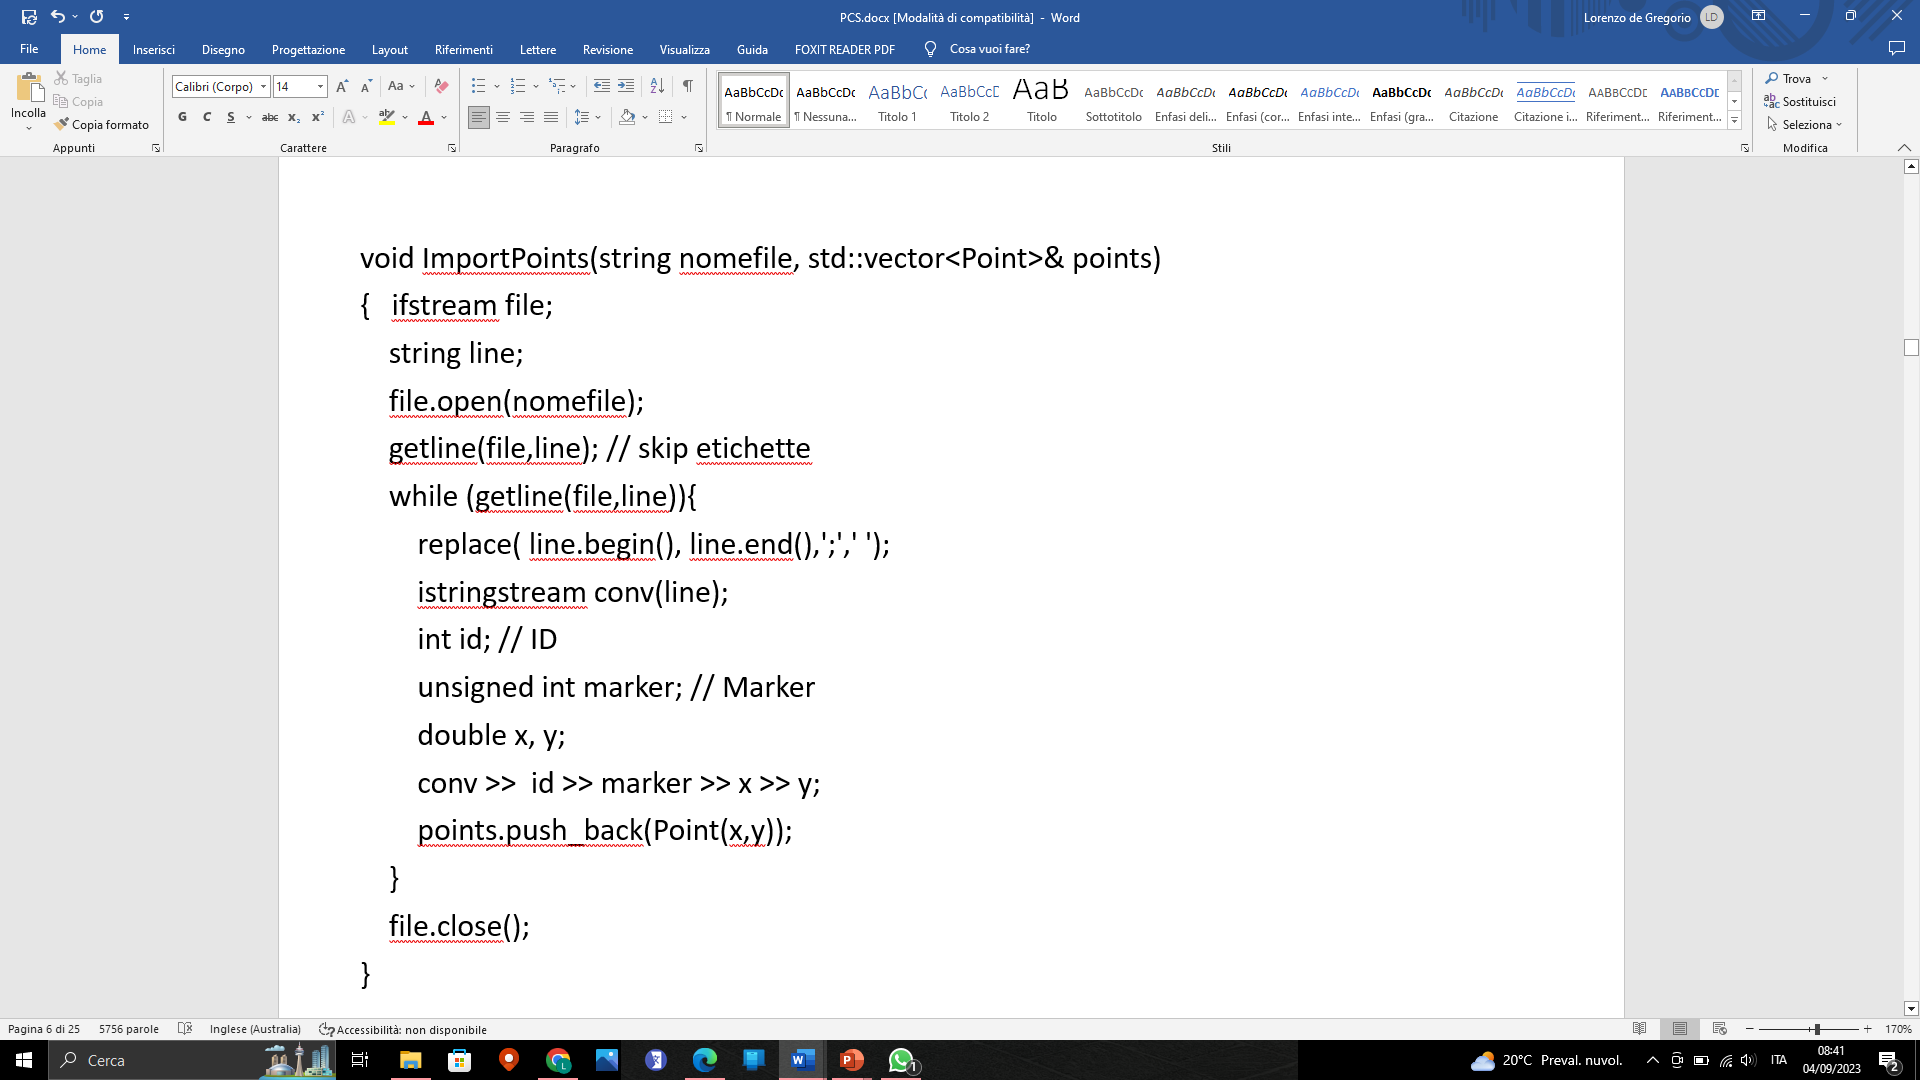 PCS.docx [Modalità di compatibilità] - Word
Lorenzo de Gregorio LD
File Home Inserisci Disegno Progettazione Layout Riferimenti Lettere Revisione Visualizza Guida FOXIT READER PDF Cosa vuoi fare?
Incolla
Taglia
Copia
Copia formato
Appunti
Calibri (Corpo) 14
Aa
G C S abc x₂ x²
Carattere
Paragrafo
AaBbCcDc AaBbCcDc AaBbCc AaBbCcD AaB AaBbCcDc AaBbCcDc AaBbCcDc AaBbCcDc AaBbCcDc AaBbCcDc AaBbCcDc AABBCCDE AABBCCDE
¶ Normale ¶ Nessuna... Titolo 1 Titolo 2 Titolo Sottotitolo Enfasi deli... Enfasi (cor... Enfasi inte... Enfasi (gra... Citazione Citazione i... Riferiment... Riferiment...
Stili
Trova
Sostituisci
Seleziona
Modifica
void ImportPoints(string nomefile, std::vector<Point>& points)
{ ifstream file;
string line;
file.open(nomefile);
getline(file,line); // skip etichette
while (getline(file,line)){
replace( line.begin(), line.end(),';',' ');
istringstream conv(line);
int id; // ID
unsigned int marker; // Marker
double x, y;
conv >>  id >> marker >> x >> y;
points.push_back(Point(x,y));
}
file.close();
}
Pagina 6 di 25 5756 parole Inglese (Australia) Accessibilità: non disponibile 170%
Cerca
20°C Preval. nuvol. ITA
08:41
04/09/2023
2